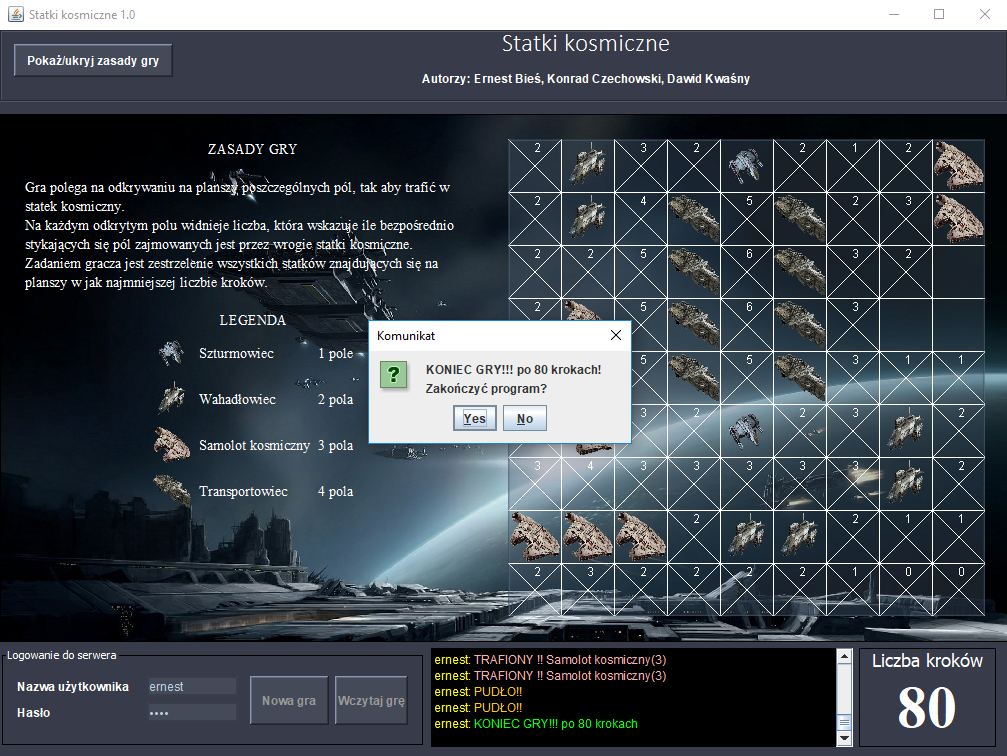 Statki kosmiczne 1.0
Pokaż/ukryj zasady gry
Statki kosmiczne
Autorzy: Ernest Bieś, Konrad Czechowski, Dawid Kwaśny
ZASADY GRY
Gra polega na odkrywaniu na planszy poszczególnych pól, tak aby trafić w
statek kosmiczny.
Na każdym odkrytym polu widnieje liczba, która wskazuje ile bezpośrednio
stykających się pól zajmowanych jest przez wrogie statki kosmiczne.
Zadaniem gracza jest zestrzelenie wszystkich statków znajdujących się na
planszy w jak najmniejszej liczbie kroków.
LEGENDA
Szturmowiec 1 pole
Wahadłowiec 2 pola
Samolot kosmiczny 3 pola
Transportowiec 4 pola
2 3 2 2 1 2
2 4 5 2 3
2 2 5 6 3 2
2 5 6 3
5 5 3 1 1
3 2 2 3 2
3 4 3 3 3 3 3 2
2 2 1 1
2 3 2 2 2 2 1 0 0
Komunikat
KONIEC GRY!!! po 80 krokach!
Zakończyć program?
Yes No
Logowanie do serwera
Nazwa użytkownika ernest
Hasło ••••
Nowa gra
Wczytaj grę
ernest: TRAFIONY !! Samolot kosmiczny(3)
ernest: TRAFIONY !! Samolot kosmiczny(3)
ernest: PUDŁO!!
ernest: PUDŁO!!
ernest: KONIEC GRY!!! po 80 krokach
Liczba kroków
80